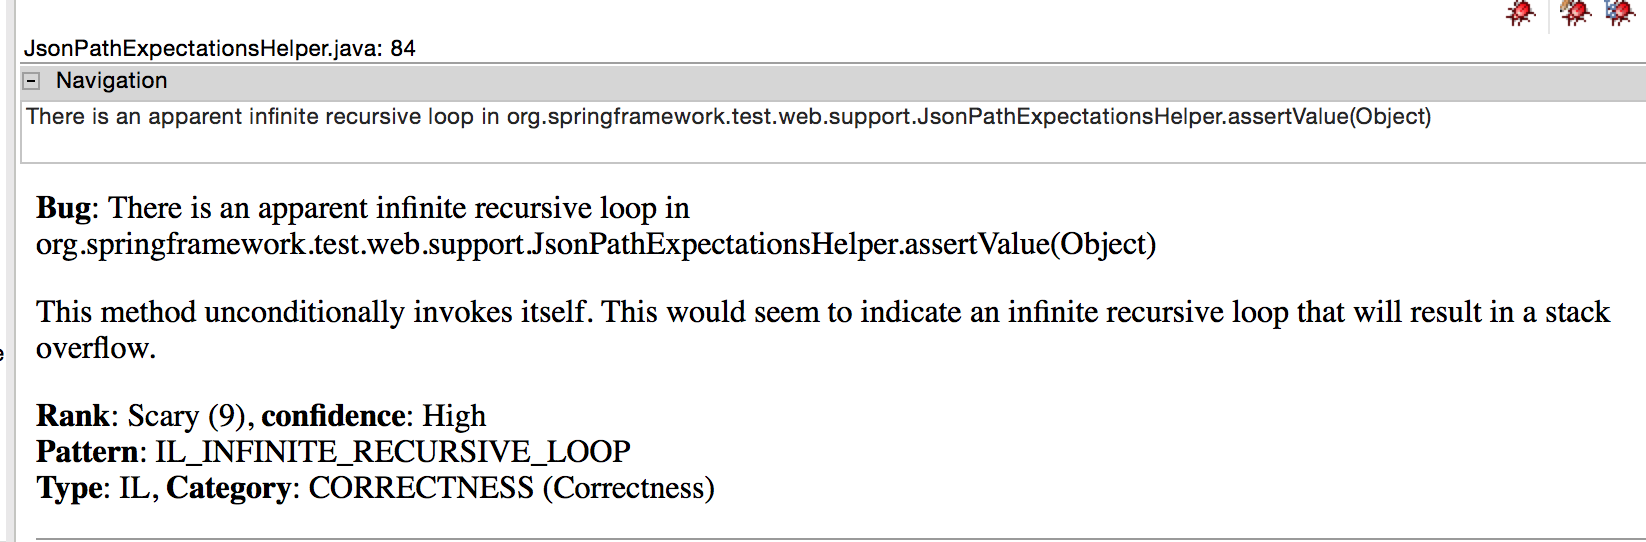 JsonPathExpectationsHelper.java: 84
Navigation
There is an apparent infinite recursive loop in org.springframework.test.web.support.JsonPathExpectationsHelper.assertValue(Object)
Bug: There is an apparent infinite recursive loop in
org.springframework.test.web.support.JsonPathExpectationsHelper.assertValue(Object)
This method unconditionally invokes itself. This would seem to indicate an infinite recursive loop that will result in a stack
overflow.
Rank: Scary (9), confidence: High
Pattern: IL_INFINITE_RECURSIVE_LOOP
Type: IL, Category: CORRECTNESS (Correctness)